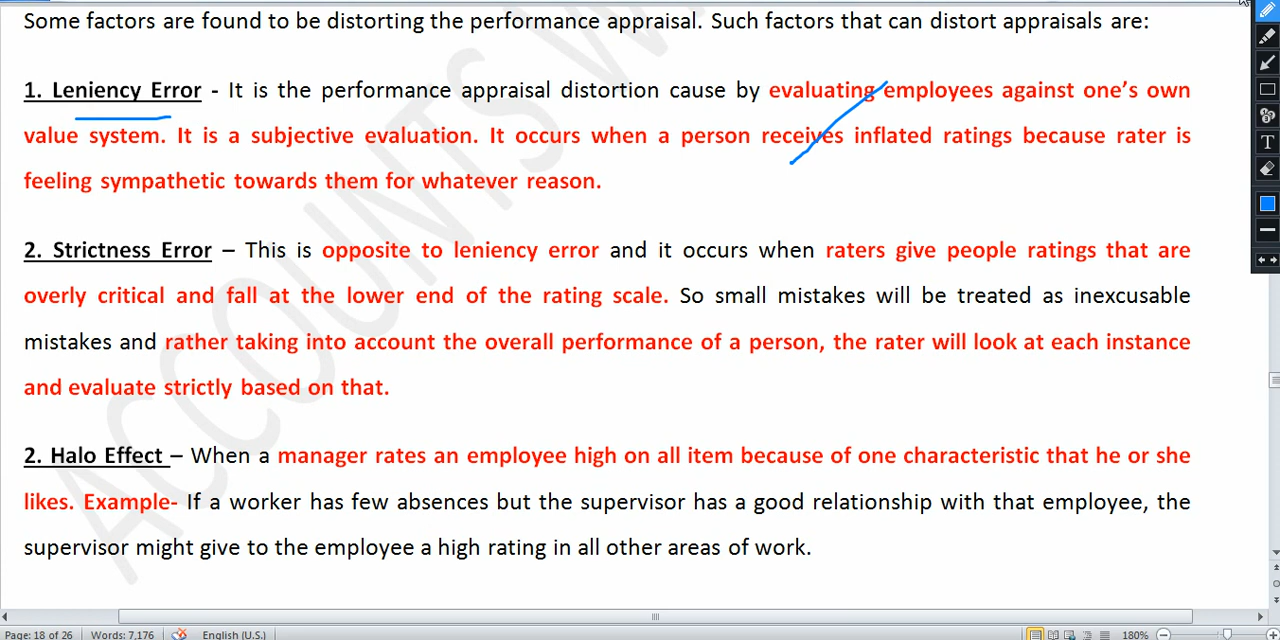 Some factors are found to be distorting the performance appraisal. Such factors that can distort appraisals are:
1. Leniency Error - It is the performance appraisal distortion cause by evaluating employees against one's own
value system. It is a subjective evaluation. It occurs when a person receives inflated ratings because rater is
feeling sympathetic towards them for whatever reason.
2. Strictness Error – This is opposite to leniency error and it occurs when raters give people ratings that are
overly critical and fall at the lower end of the rating scale. So small mistakes will be treated as inexcusable
mistakes and rather taking into account the overall performance of a person, the rater will look at each instance
and evaluate strictly based on that.
2. Halo Effect – When a manager rates an employee high on all item because of one characteristic that he or she
likes. Example- If a worker has few absences but the supervisor has a good relationship with that employee, the
supervisor might give to the employee a high rating in all other areas of work.
ACCOUNTS W
T
Page: 18 of 26 Words: 7,176 English (U.S.) 180%